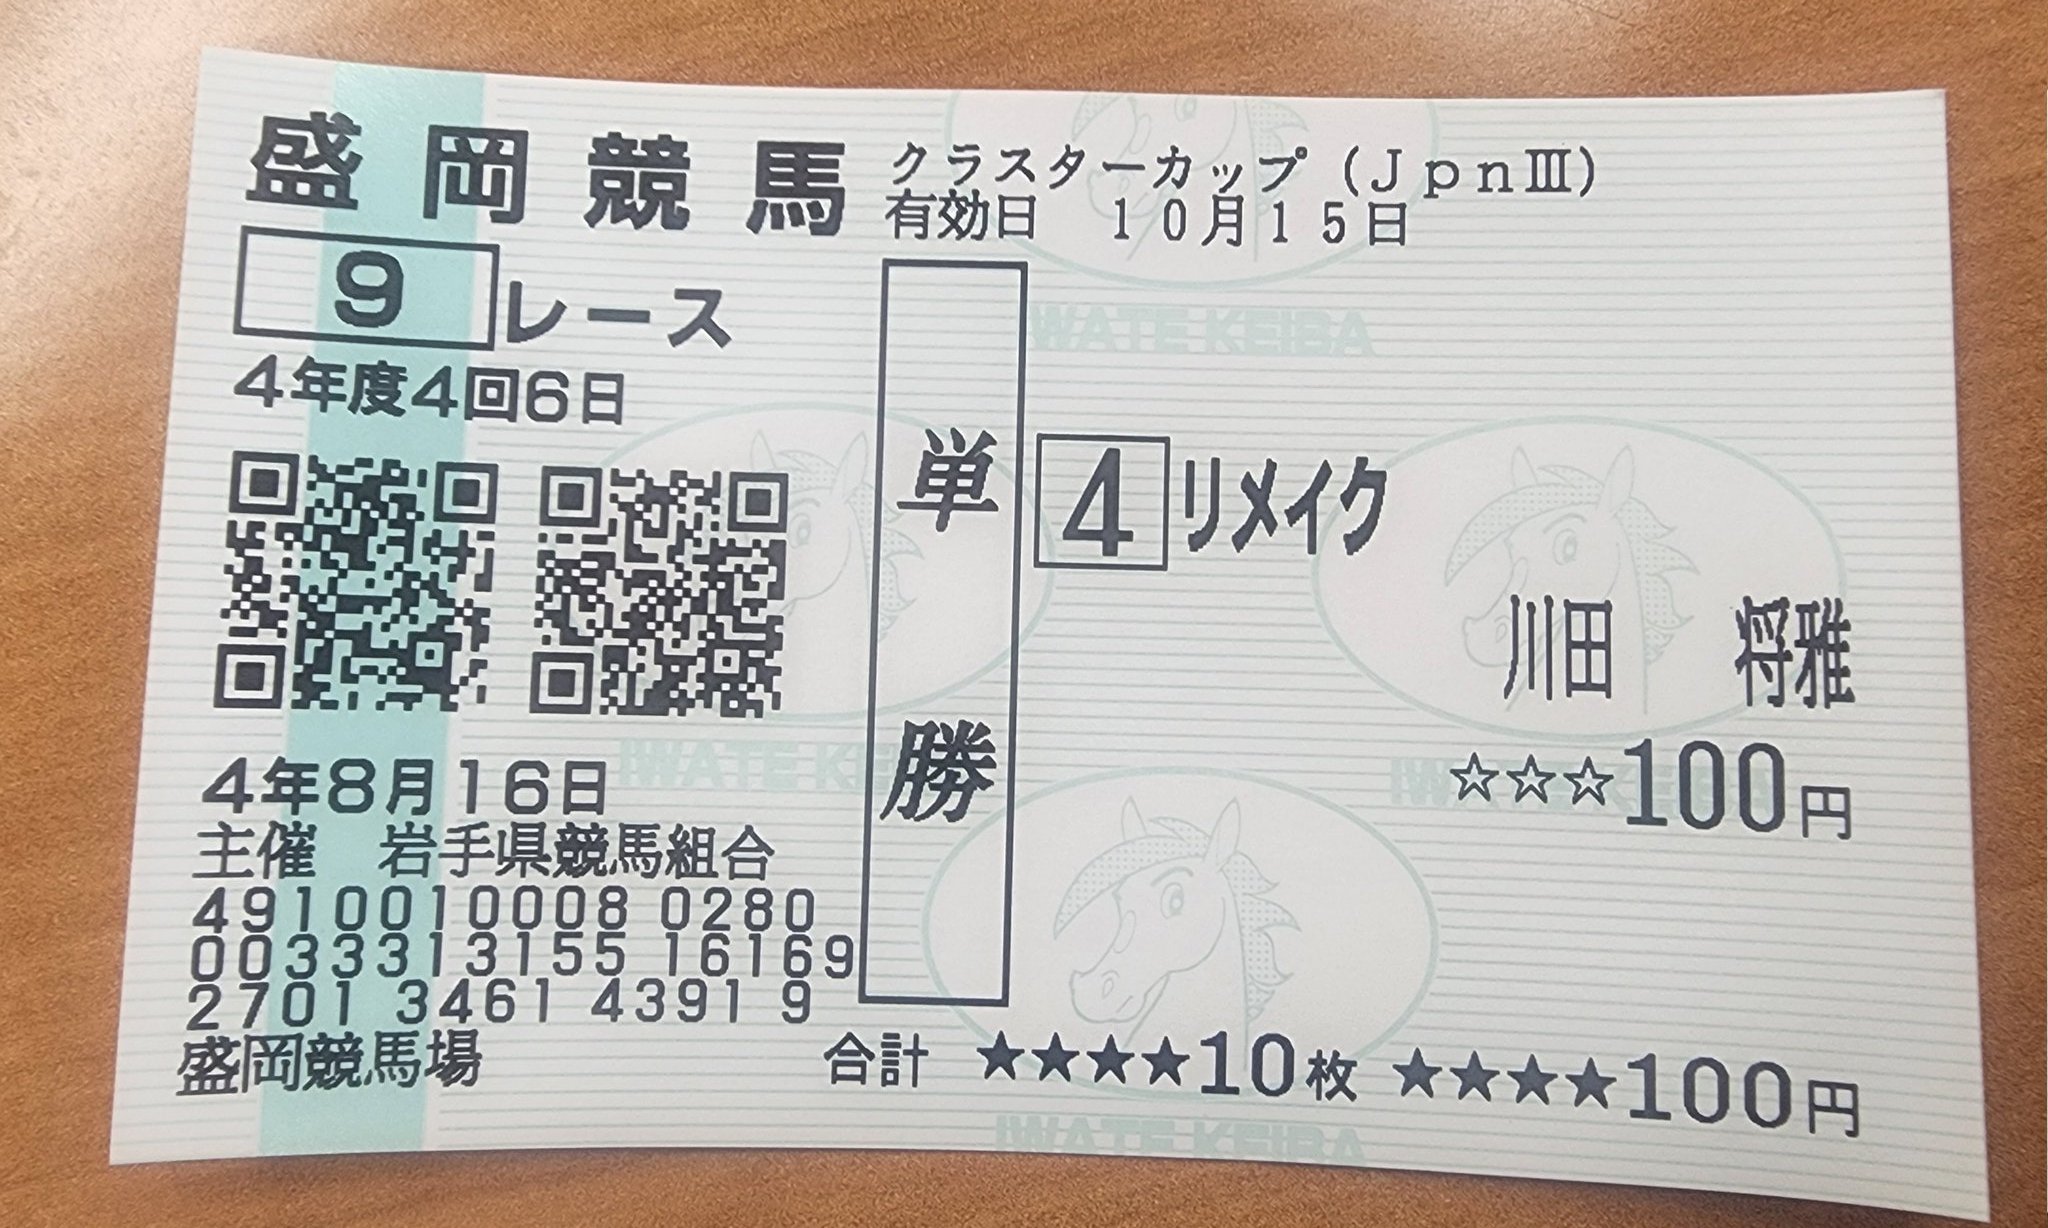 盛岡競馬
クラスターカップ（ＪｐｎⅢ）
有効日　１０月１５日
9レース
4年度4回6日
単勝
4 リメイク
川田　将雅
☆☆☆100円
4年8月16日
主催　岩手県競馬組合
4910010008 0280
0033313155 16169
2701 3461 4391 9
盛岡競馬場
合計　★★★★10枚　★★★★100円
IWATE KEIBA
IWATE KEIBA
IWATE KEIBA
IWATE KEIBA